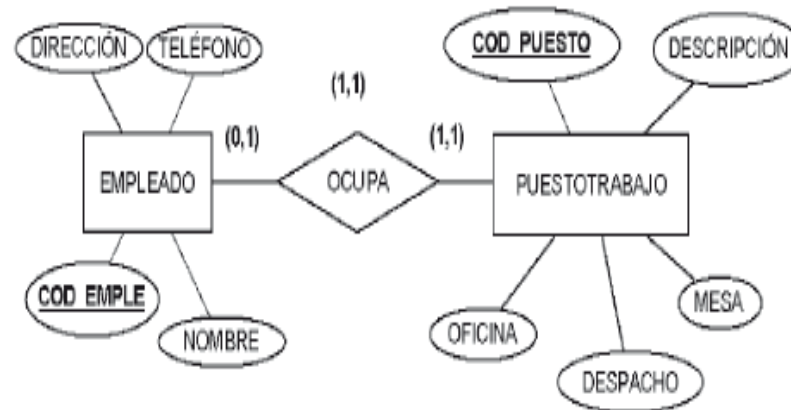 DIRECCIÓN
TELÉFONO
COD PUESTO
DESCRIPCIÓN
(0,1)
(1,1)
(1,1)
EMPLEADO
OCUPA
PUESTOTRABAJO
COD EMPLE
NOMBRE
OFICINA
DESPACHO
MESA